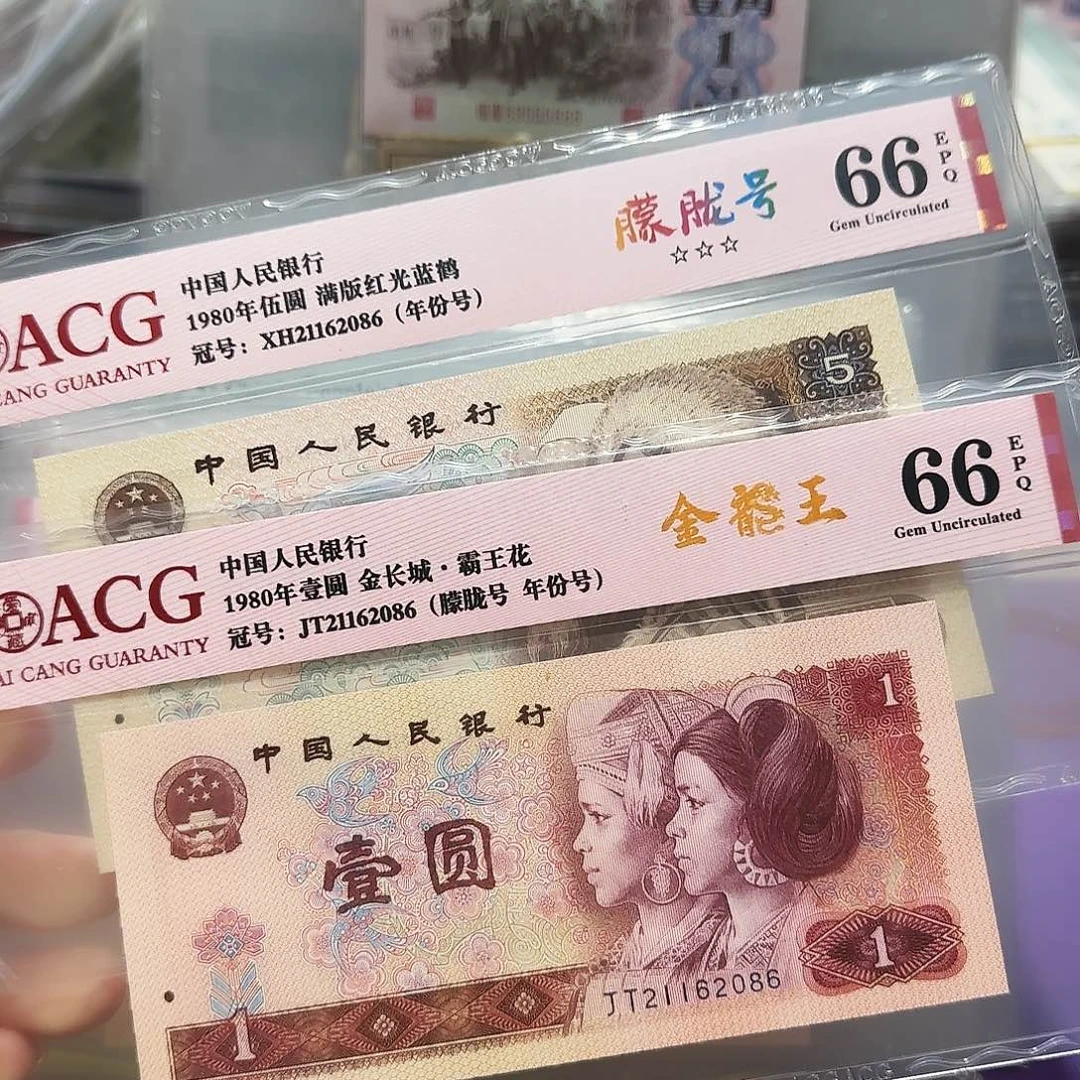 1
ACG
CANG GUARANTY
中国人民银行
1980年伍圆 满版红光蓝鹤
冠号：XH21162086（年份号）
朦胧号
☆☆☆
66
EPQ
Gem Uncirculated
中国人民银行
5
ACG
AI CANG GUARANTY
中国人民银行
1980年壹圆 金长城·霸王花
冠号：JT21162086（朦胧号 年份号）
金龍王
66
EPQ
Gem Uncirculated
中国人民银行
1
壹圆
1
JT21162086
1